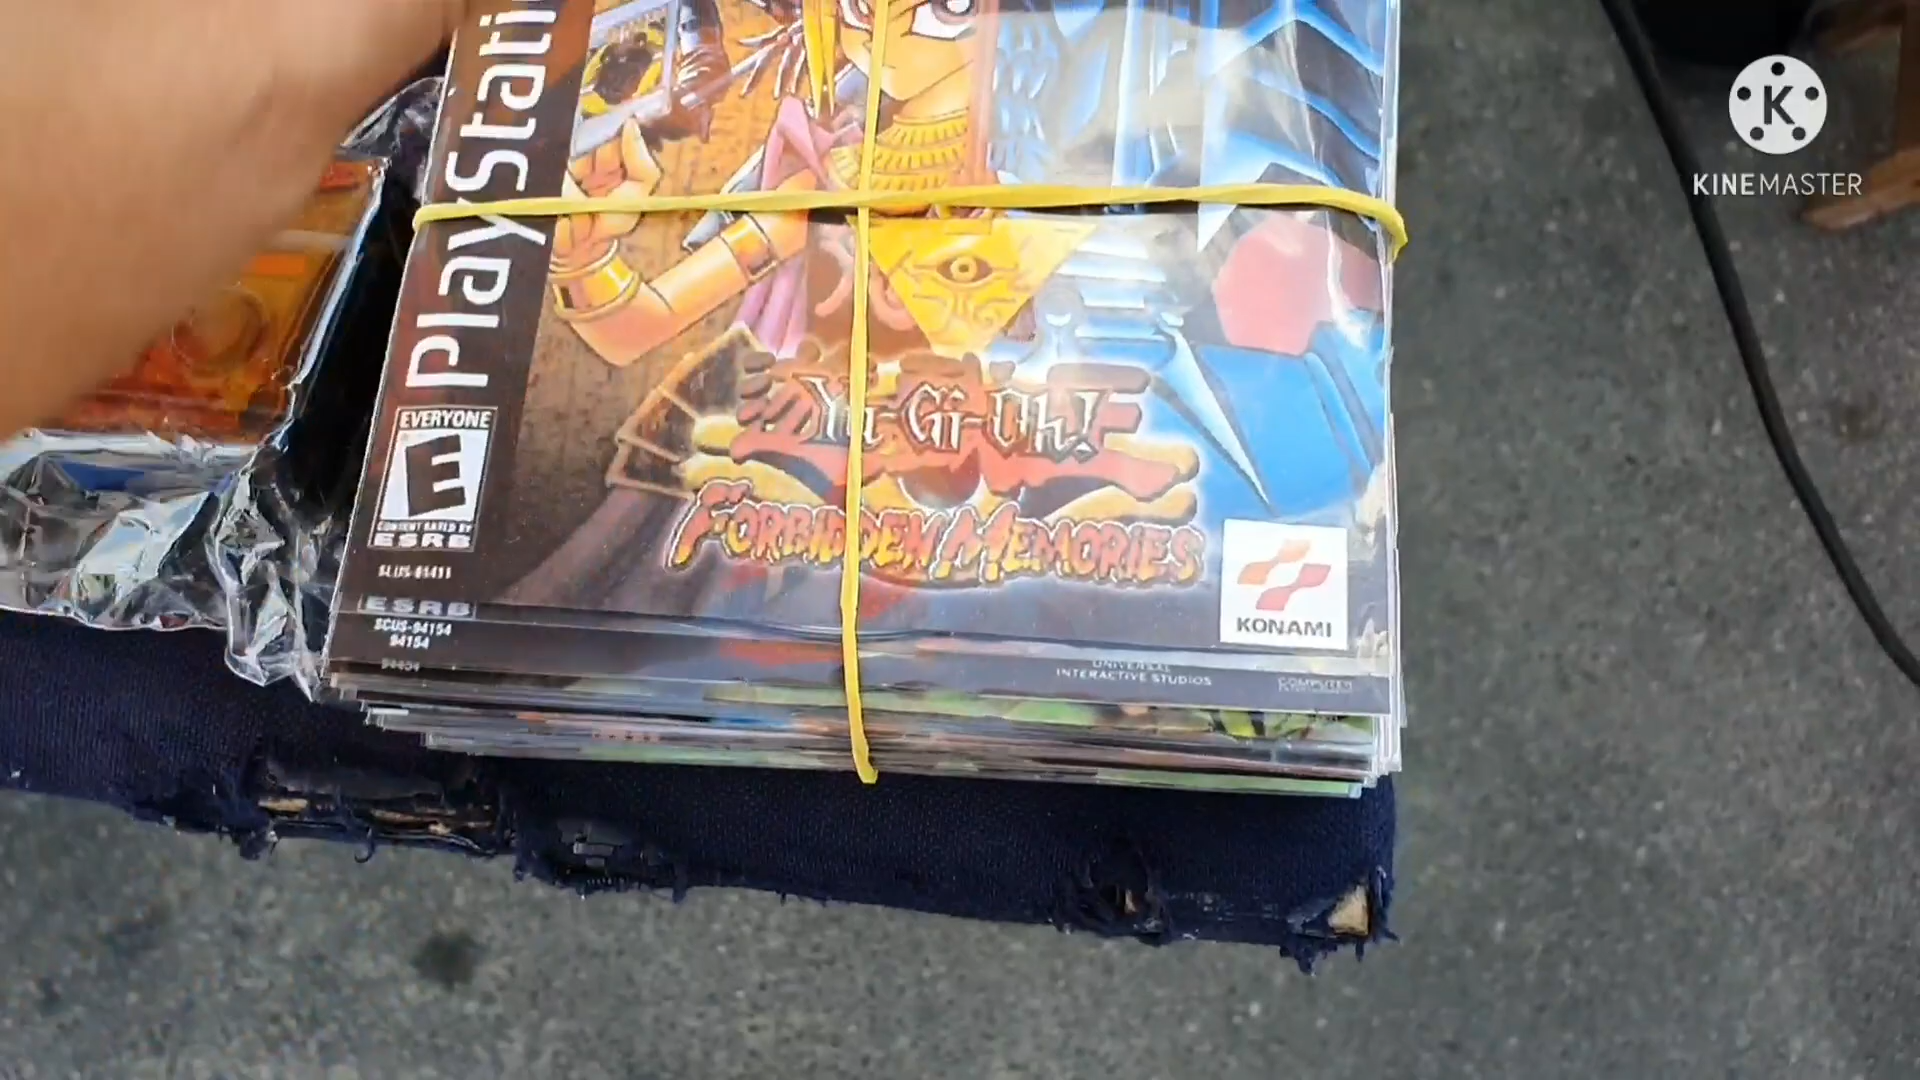 PlayStati
KINEMASTER
EVERYONE
E
CONTENT RATED BY
ESRB
SLUS-01411
Yu-Gi-Oh!
FORBIDDEN MEMORIES
KONAMI
ESRB
SCUS-94154
94154
UNIVERSAL
INTERACTIVE STUDIOS
COMPUTER